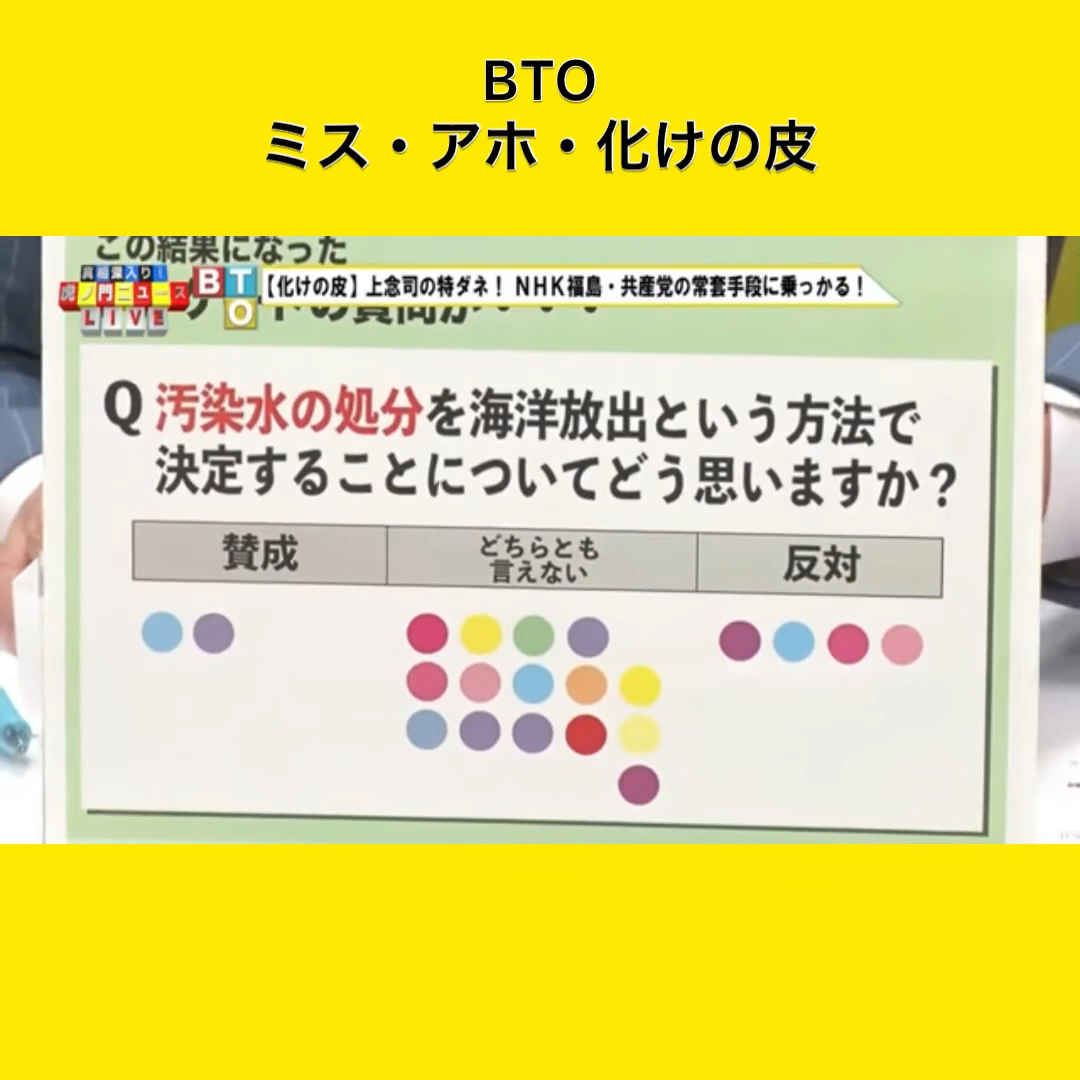 BTO
ミス・アホ・化けの皮
この結果になった
真相深入り!
虎ノ門ニュース
LIVE
BTO
【化けの皮】上念司の特ダネ! NHK福島・共産党の常套手段に乗っかる!
Q 汚染水の処分を海洋放出という方法で
決定することについてどう思いますか?
賛成
どちらとも
言えない
反対